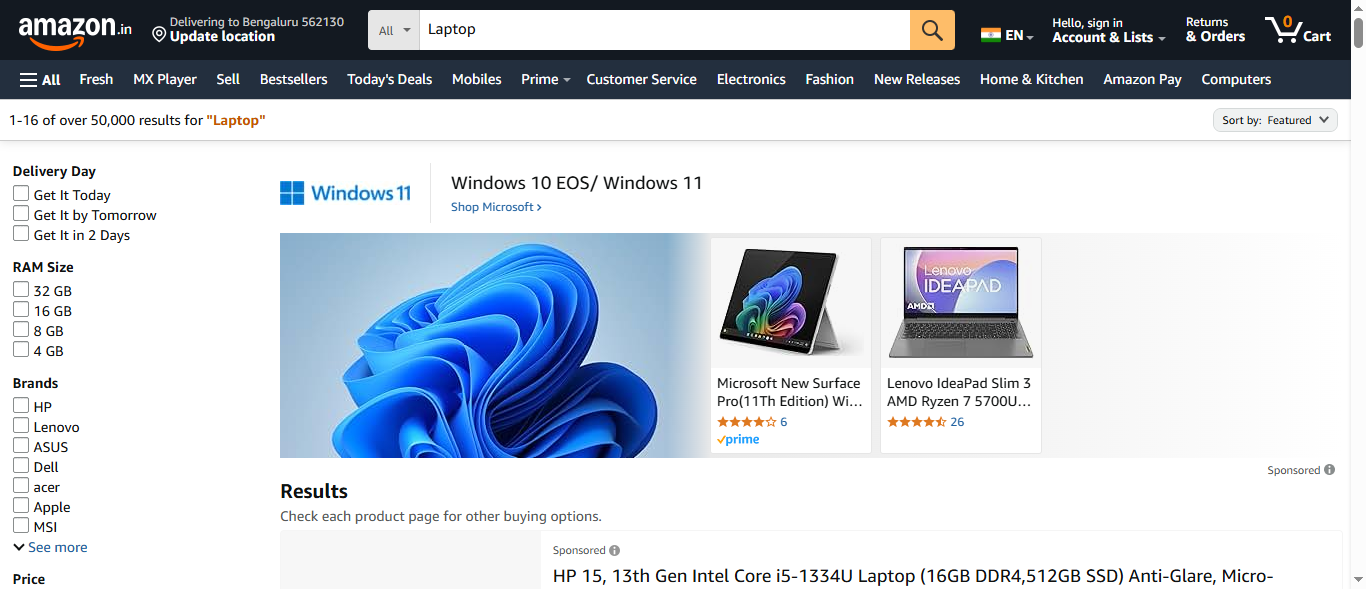 amazon.in
Delivering to Bengaluru 562130
Update location
All
Laptop
EN
Hello, sign in
Account & Lists
Returns
& Orders
0
Cart
All
Fresh
MX Player
Sell
Bestsellers
Today's Deals
Mobiles
Prime
Customer Service
Electronics
Fashion
New Releases
Home & Kitchen
Amazon Pay
Computers
1-16 of over 50,000 results for "Laptop"
Sort by: Featured
Delivery Day
Get It Today
Get It by Tomorrow
Get It in 2 Days
RAM Size
32 GB
16 GB
8 GB
4 GB
Brands
HP
Lenovo
ASUS
Dell
acer
Apple
MSI
See more
Price
Windows 11
Windows 10 EOS/ Windows 11
Shop Microsoft ›
Microsoft New Surface
Pro(11Th Edition) Wi...
6
prime
Lenovo
IDEAPAD
AMD
Lenovo IdeaPad Slim 3
AMD Ryzen 7 5700U...
26
Sponsored
Results
Check each product page for other buying options.
Sponsored
HP 15, 13th Gen Intel Core i5-1334U Laptop (16GB DDR4,512GB SSD) Anti-Glare, Micro-